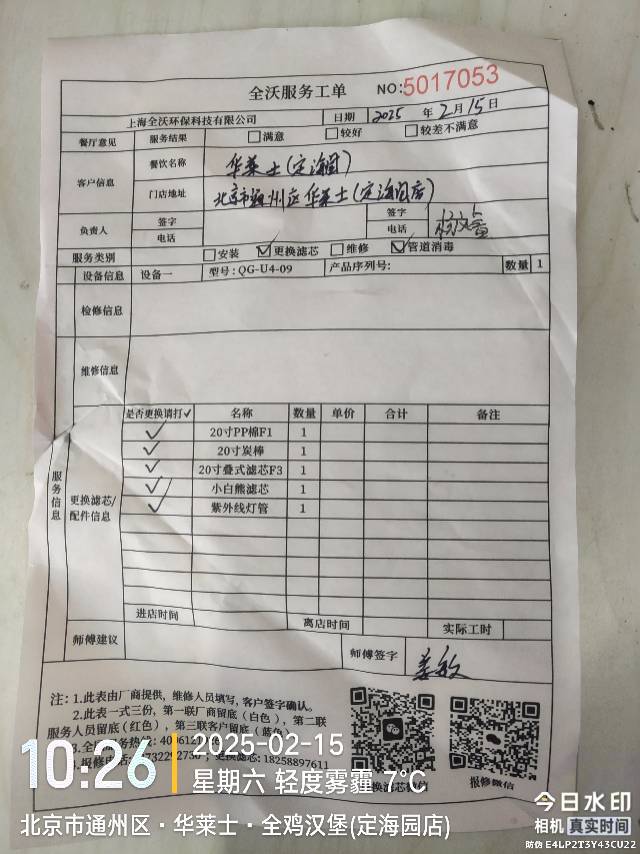 全沃服务工单 NO:5017053
上海全沃环保科技有限公司 日期 2025 年 2 月 15 日
餐厅意见 服务结果 □满意 □较好 □较差不满意
客户信息 餐饮名称 华莱士(定海园)
门店地址 北京市通州区华莱士(定海园店)
负责人 签字 签字
电话 电话
服务类别 □安装 ☑更换滤芯 □维修 ☑管道消毒
设备信息 设备一 型号:QG-U4-09 产品序列号: 数量 1
检修信息
维修信息
服务信息
更换滤芯/配件信息
是否更换请打✓ 名称 数量 单价 合计 备注
✓ 20寸PP棉F1 1
✓ 20寸炭棒 1
✓ 20寸叠式滤芯F3 1
✓ 小白熊滤芯 1
✓ 紫外线灯管 1
进店时间 离店时间 实际工时
师傅建议 师傅签字
注:1.此表由厂商提供,维修人员填写,客户签字确认。
2.此表一式三份,第一联厂商留底(白色),第二联
服务人员留底(红色),第三联客户留底(蓝色)
更换滤芯:18258897611
报修微信
10:26
2025-02-15
星期六 轻度雾霾 7℃
北京市通州区·华莱士·全鸡汉堡(定海园店)
今日水印
相机 真实时间
防伪 E4LP2T3Y43CU22